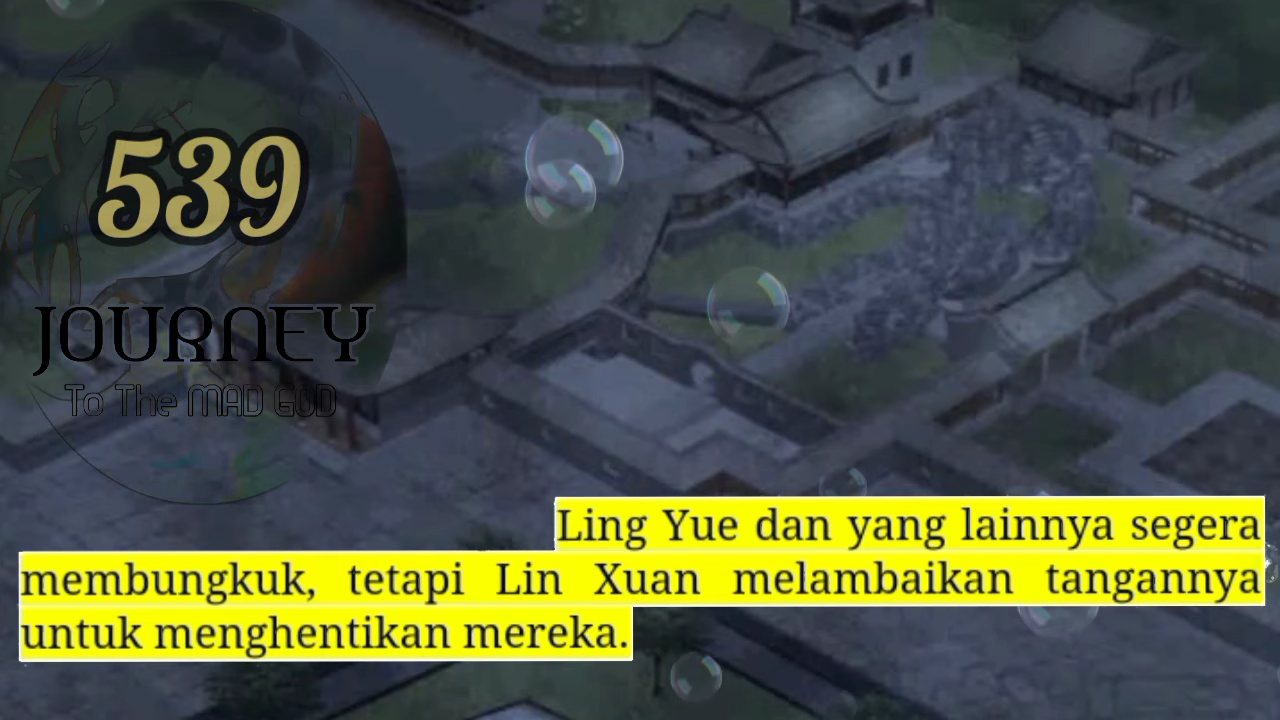 539
JOURNEY
To The MAD GOD
Ling Yue dan yang lainnya segera
membungkuk, tetapi Lin Xuan melambaikan tangannya
untuk menghentikan mereka.